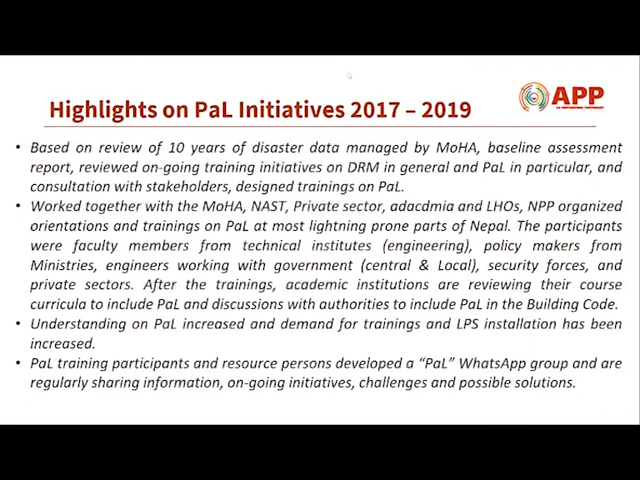 Highlights on PaL Initiatives 2017 – 2019
APP
• Based on review of 10 years of disaster data managed by MoHA, baseline assessment
report, reviewed on-going training initiatives on DRM in general and PaL in particular, and
consultation with stakeholders, designed trainings on PaL.
• Worked together with the MoHA, NAST, Private sector, adacdmia and LHOs, NPP organized
orientations and trainings on PaL at most lightning prone parts of Nepal. The participants
were faculty members from technical institutes (engineering), policy makers from
Ministries, engineers working with government (central & Local), security forces, and
private sectors. After the trainings, academic institutions are reviewing their course
curricula to include PaL and discussions with authorities to include PaL in the Building Code.
• Understanding on PaL increased and demand for trainings and LPS installation has been
increased.
• PaL training participants and resource persons developed a “PaL” WhatsApp group and are
regularly sharing information, on-going initiatives, challenges and possible solutions.